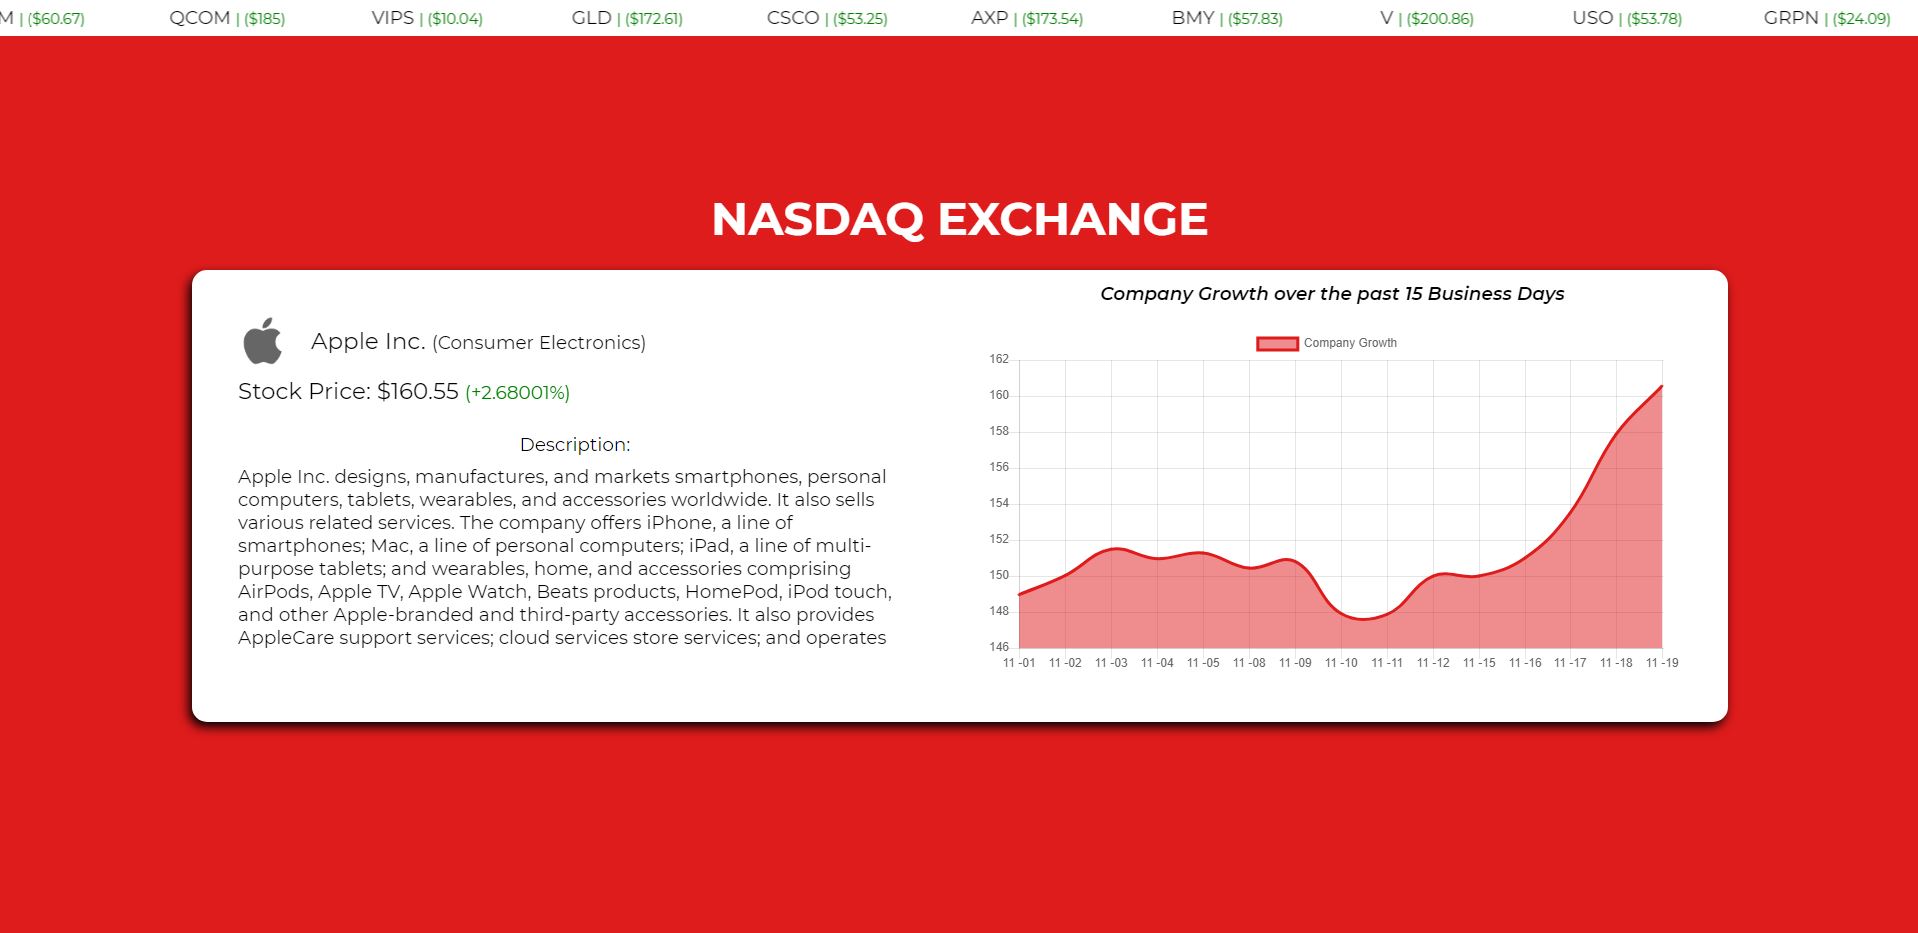 M | ($60.67) QCOM | ($185) VIPS | ($10.04) GLD | ($172.61) CSCO | ($53.25) AXP | ($173.54) BMY | ($57.83) V | ($200.86) USO | ($53.78) GRPN | ($24.09)
NASDAQ EXCHANGE
Apple Inc. (Consumer Electronics)
Stock Price: $160.55 (+2.68001%)
Description:
Apple Inc. designs, manufactures, and markets smartphones, personal
computers, tablets, wearables, and accessories worldwide. It also sells
various related services. The company offers iPhone, a line of
smartphones; Mac, a line of personal computers; iPad, a line of multi-
purpose tablets; and wearables, home, and accessories comprising
AirPods, Apple TV, Apple Watch, Beats products, HomePod, iPod touch,
and other Apple-branded and third-party accessories. It also provides
AppleCare support services; cloud services store services; and operates
Company Growth over the past 15 Business Days
Company Growth
162
160
158
156
154
152
150
148
146
11 -01 11 -02 11 -03 11 -04 11 -05 11 -08 11 -09 11 -10 11 -11 11 -12 11 -15 11 -16 11 -17 11 -18 11 -19